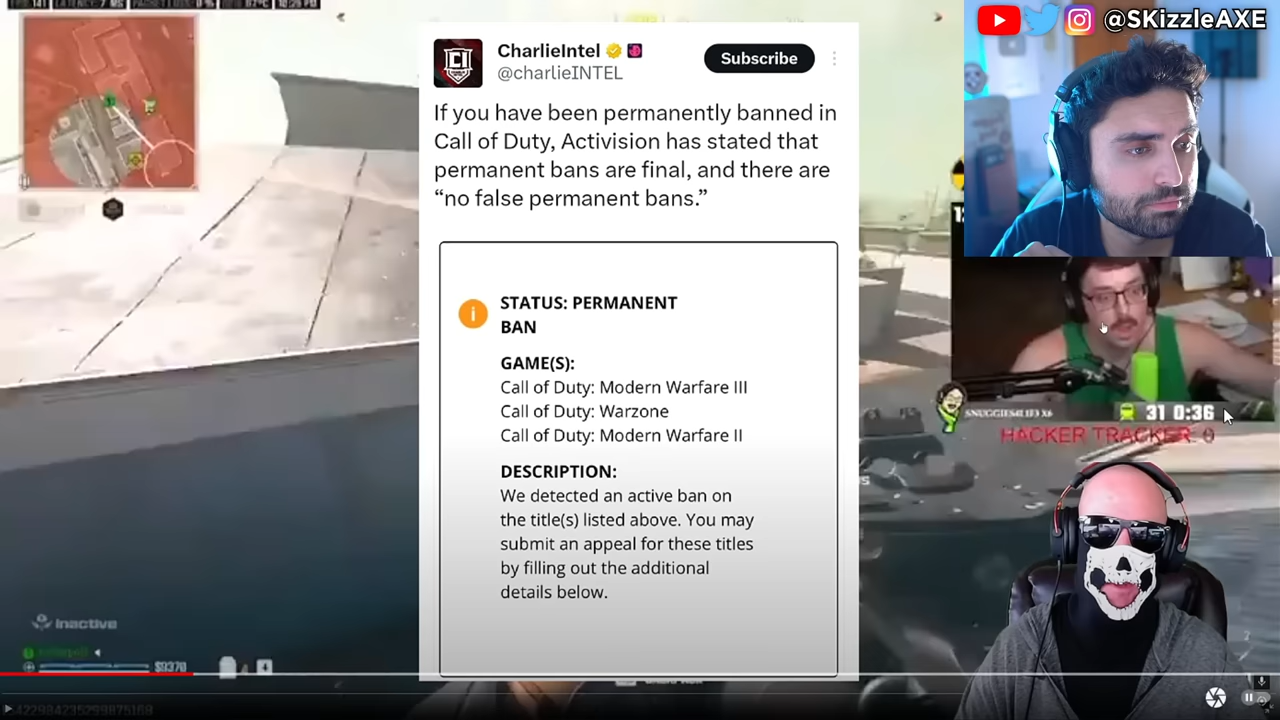 @SKizzleAXE
CharlieIntel
@charlieINTEL
Subscribe
If you have been permanently banned in
Call of Duty, Activision has stated that
permanent bans are final, and there are
“no false permanent bans.”
STATUS: PERMANENT
BAN
GAME(S):
Call of Duty: Modern Warfare III
Call of Duty: Warzone
Call of Duty: Modern Warfare II
DESCRIPTION:
We detected an active ban on
the title(s) listed above. You may
submit an appeal for these titles
by filling out the additional
details below.
31 0:36
HACKER TRACKER: 0
Inactive
$9370
4